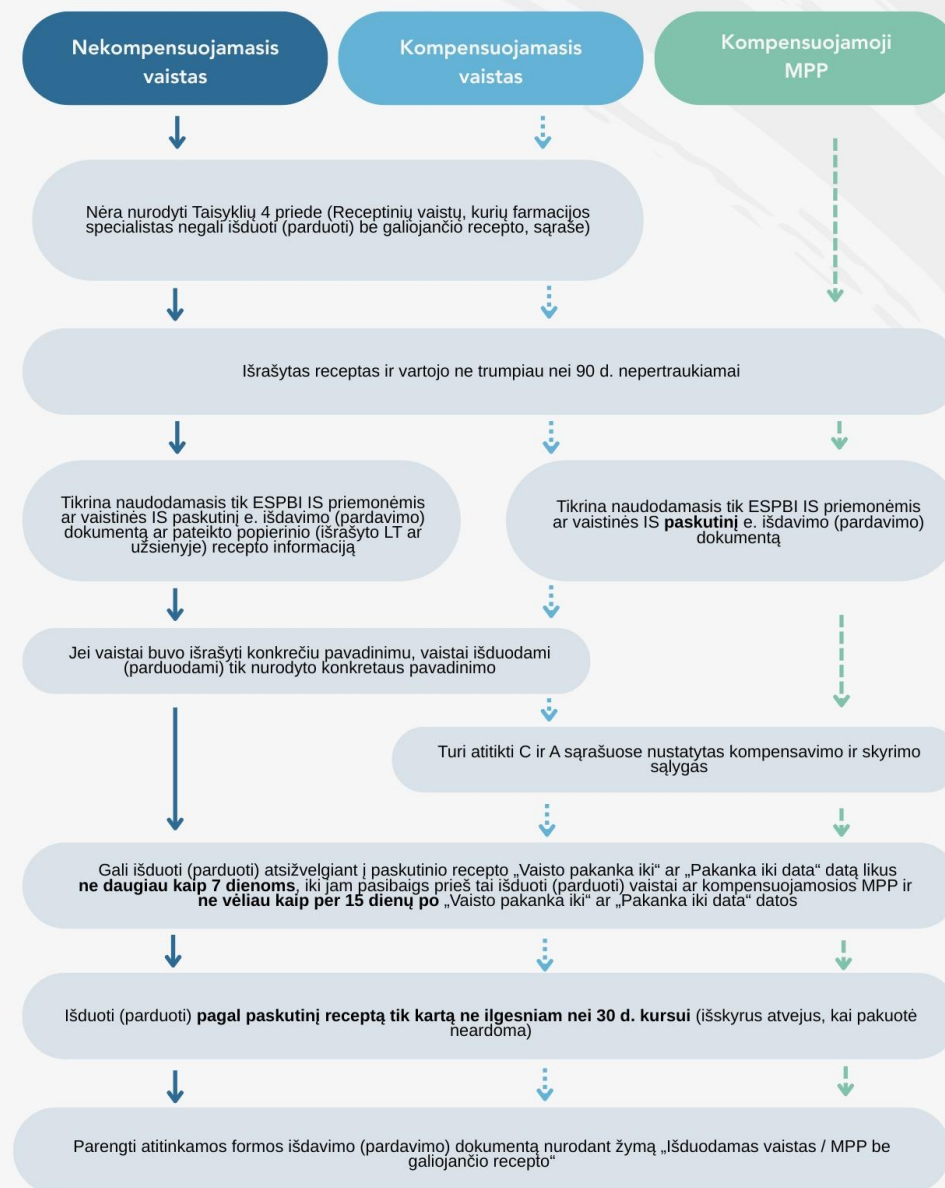 Nekompensuojamasis
vaistas
Kompensuojamasis
vaistas
Kompensuojamoji
MPP
Nėra nurodyti Taisyklių 4 priede (Receptinių vaistų, kurių farmacijos
specialistas negali išduoti (parduoti) be galiojančio recepto, sąraše)
Išrašytas receptas ir vartojo ne trumpiau nei 90 d. nepertraukiamai
Tikrina naudodamasis tik ESPBI IS priemonėmis
ar vaistinės IS paskutinį e. išdavimo (pardavimo)
dokumentą ar pateikto popierinio (išrašyto LT ar
užsienyje) recepto informaciją
Tikrina naudodamasis tik ESPBI IS priemonėmis
ar vaistinės IS paskutinį e. išdavimo (pardavimo)
dokumentą
Jei vaistai buvo išrašyti konkrečiu pavadinimu, vaistai išduodami
(parduodami) tik nurodyto konkretaus pavadinimo
Turi atitikti C ir A sąrašuose nustatytas kompensavimo ir skyrimo
sąlygas
Gali išduoti (parduoti) atsižvelgiant į paskutinio recepto „Vaisto pakanka iki“ ar „Pakanka iki data“ datą likus
ne daugiau kaip 7 dienoms, iki jam pasibaigs prieš tai išduoti (parduoti) vaistai ar kompensuojamosios MPP ir
ne vėliau kaip per 15 dienų po „Vaisto pakanka iki“ ar „Pakanka iki data“ datos
Išduoti (parduoti) pagal paskutinį receptą tik kartą ne ilgesniam nei 30 d. kursui (išskyrus atvejus, kai pakuotė
neardoma)
Parengti atitinkamos formos išdavimo (pardavimo) dokumentą nurodant žymą „Išduodamas vaistas / MPP be
galiojančio recepto“